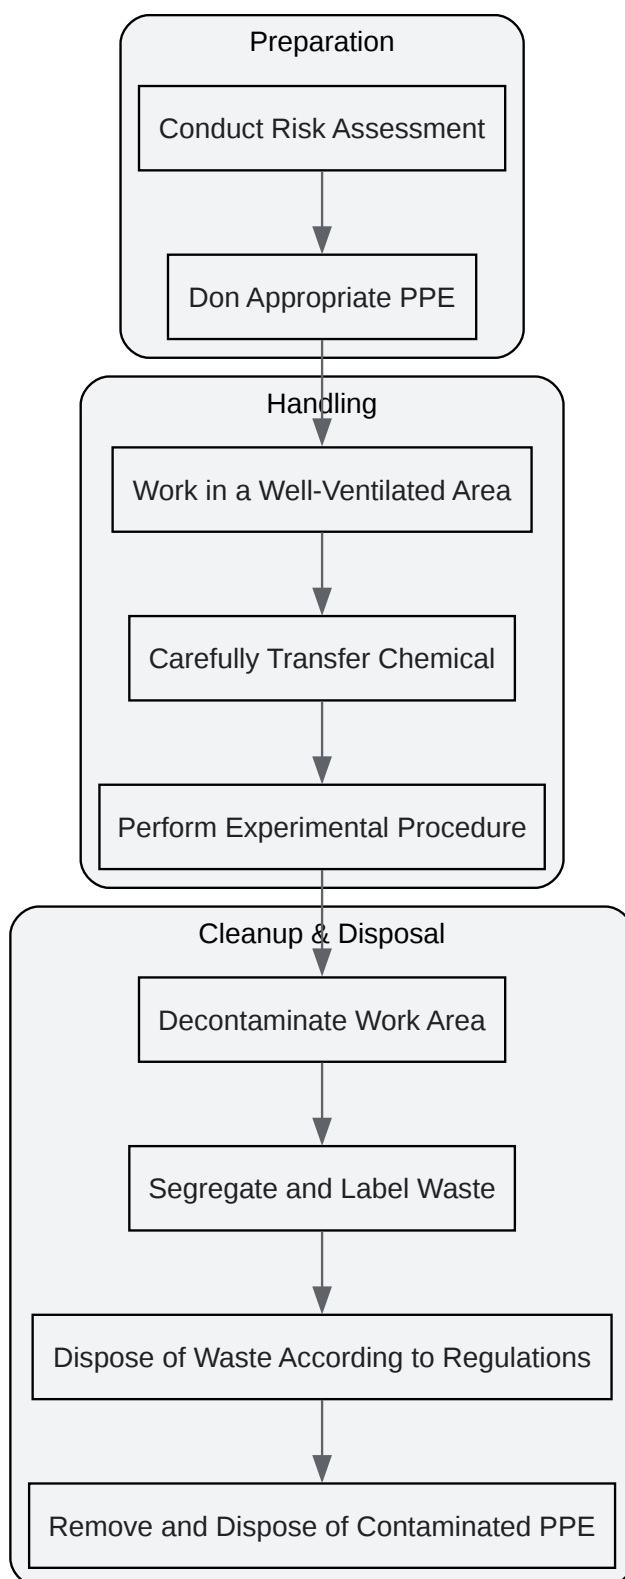 Preparation
Conduct Risk Assessment
Don Appropriate PPE
Handling
Work in a Well-Ventilated Area
Carefully Transfer Chemical
Perform Experimental Procedure
Cleanup & Disposal
Decontaminate Work Area
Segregate and Label Waste
Dispose of Waste According to Regulations
Remove and Dispose of Contaminated PPE